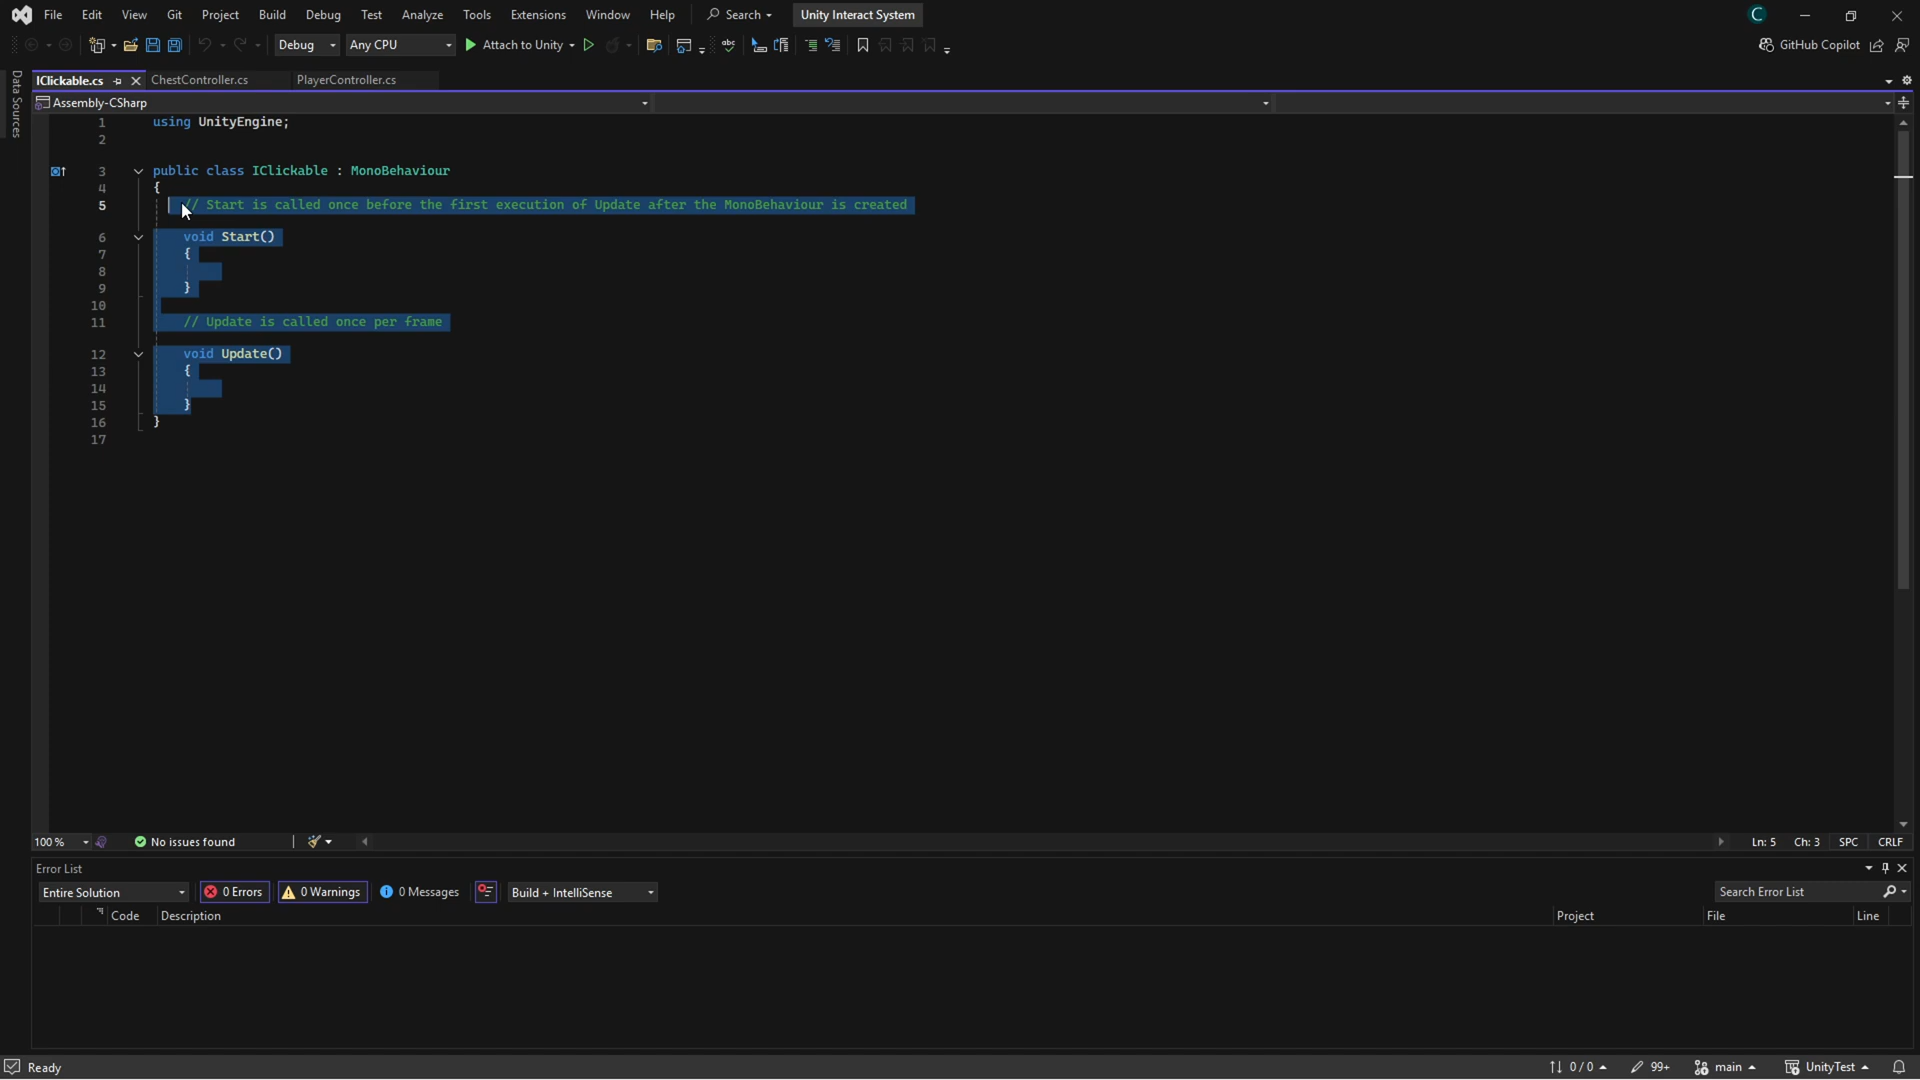 File Edit View Git Project Build Debug Test Analyze Tools Extensions Window Help Search Unity Interact System C
Debug Any CPU Attach to Unity abc GitHub Copilot
Data Sources
IClickable.cs ChestController.cs PlayerController.cs
Assembly-CSharp
1 using UnityEngine;
2
3 public class IClickable : MonoBehaviour
4 {
5 // Start is called once before the first execution of Update after the MonoBehaviour is created
6 void Start()
7 {
8
9 }
10
11 // Update is called once per frame
12 void Update()
13 {
14
15 }
16 }
17
100 % No issues found Ln: 5 Ch: 3 SPC CRLF
Error List
Entire Solution 0 Errors 0 Warnings 0 Messages Build + IntelliSense Search Error List
Code Description Project File Line
Ready 0 / 0 99+ main UnityTest